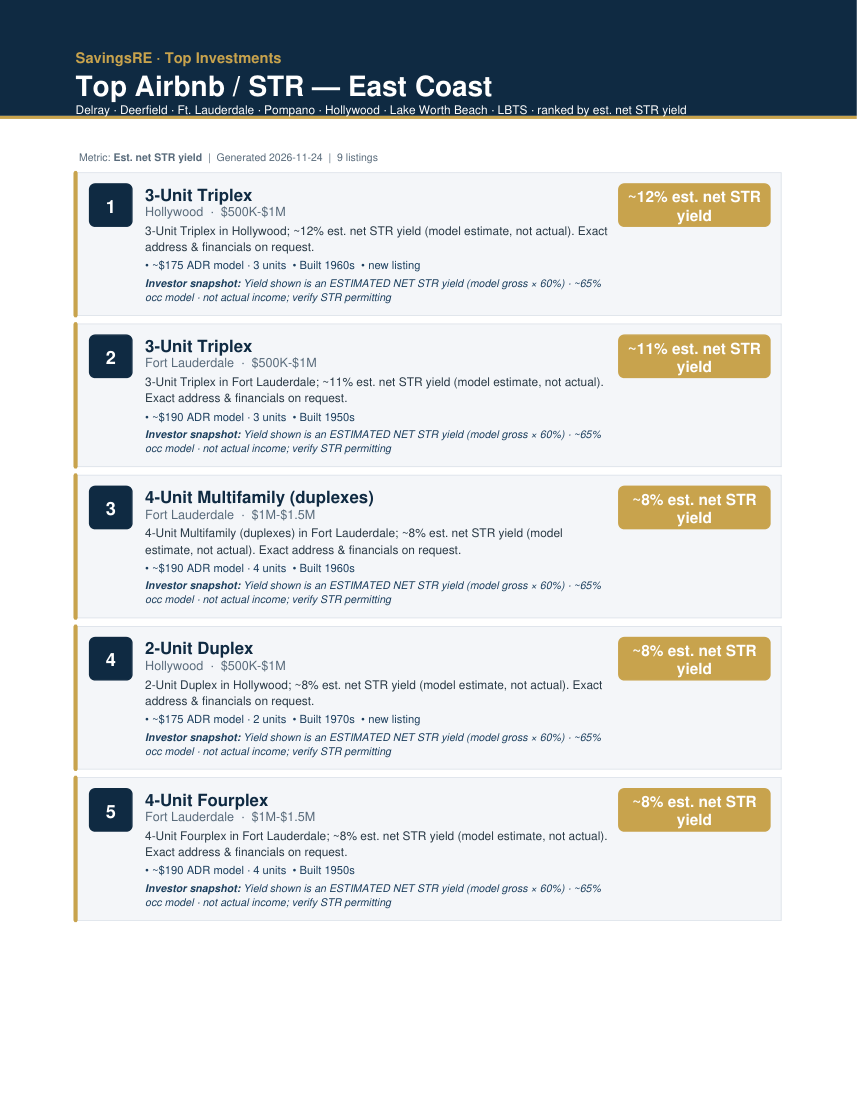 SavingsRE · Top Investments
Top Airbnb / STR — East Coast
Delray · Deerfield · Ft. Lauderdale · Pompano · Hollywood · Lake Worth Beach · LBTS · ranked by est. net STR yield
Metric: Est. net STR yield | Generated 2026-11-24 | 9 listings
1
3-Unit Triplex
Hollywood · $500K-$1M
3-Unit Triplex in Hollywood; ~12% est. net STR yield (model estimate, not actual). Exact
address & financials on request.
• ~$175 ADR model · 3 units • Built 1960s • new listing
Investor snapshot: Yield shown is an ESTIMATED NET STR yield (model gross × 60%) · ~65%
occ model · not actual income; verify STR permitting
~12% est. net STR
yield
2
3-Unit Triplex
Fort Lauderdale · $500K-$1M
3-Unit Triplex in Fort Lauderdale; ~11% est. net STR yield (model estimate, not actual).
Exact address & financials on request.
• ~$190 ADR model · 3 units • Built 1950s
Investor snapshot: Yield shown is an ESTIMATED NET STR yield (model gross × 60%) · ~65%
occ model · not actual income; verify STR permitting
~11% est. net STR
yield
3
4-Unit Multifamily (duplexes)
Fort Lauderdale · $1M-$1.5M
4-Unit Multifamily (duplexes) in Fort Lauderdale; ~8% est. net STR yield (model
estimate, not actual). Exact address & financials on request.
• ~$190 ADR model · 4 units • Built 1960s
Investor snapshot: Yield shown is an ESTIMATED NET STR yield (model gross × 60%) · ~65%
occ model · not actual income; verify STR permitting
~8% est. net STR
yield
4
2-Unit Duplex
Hollywood · $500K-$1M
2-Unit Duplex in Hollywood; ~8% est. net STR yield (model estimate, not actual). Exact
address & financials on request.
• ~$175 ADR model · 2 units • Built 1970s • new listing
Investor snapshot: Yield shown is an ESTIMATED NET STR yield (model gross × 60%) · ~65%
occ model · not actual income; verify STR permitting
~8% est. net STR
yield
5
4-Unit Fourplex
Fort Lauderdale · $1M-$1.5M
4-Unit Fourplex in Fort Lauderdale; ~8% est. net STR yield (model estimate, not actual).
Exact address & financials on request.
• ~$190 ADR model · 4 units • Built 1950s
Investor snapshot: Yield shown is an ESTIMATED NET STR yield (model gross × 60%) · ~65%
occ model · not actual income; verify STR permitting
~8% est. net STR
yield